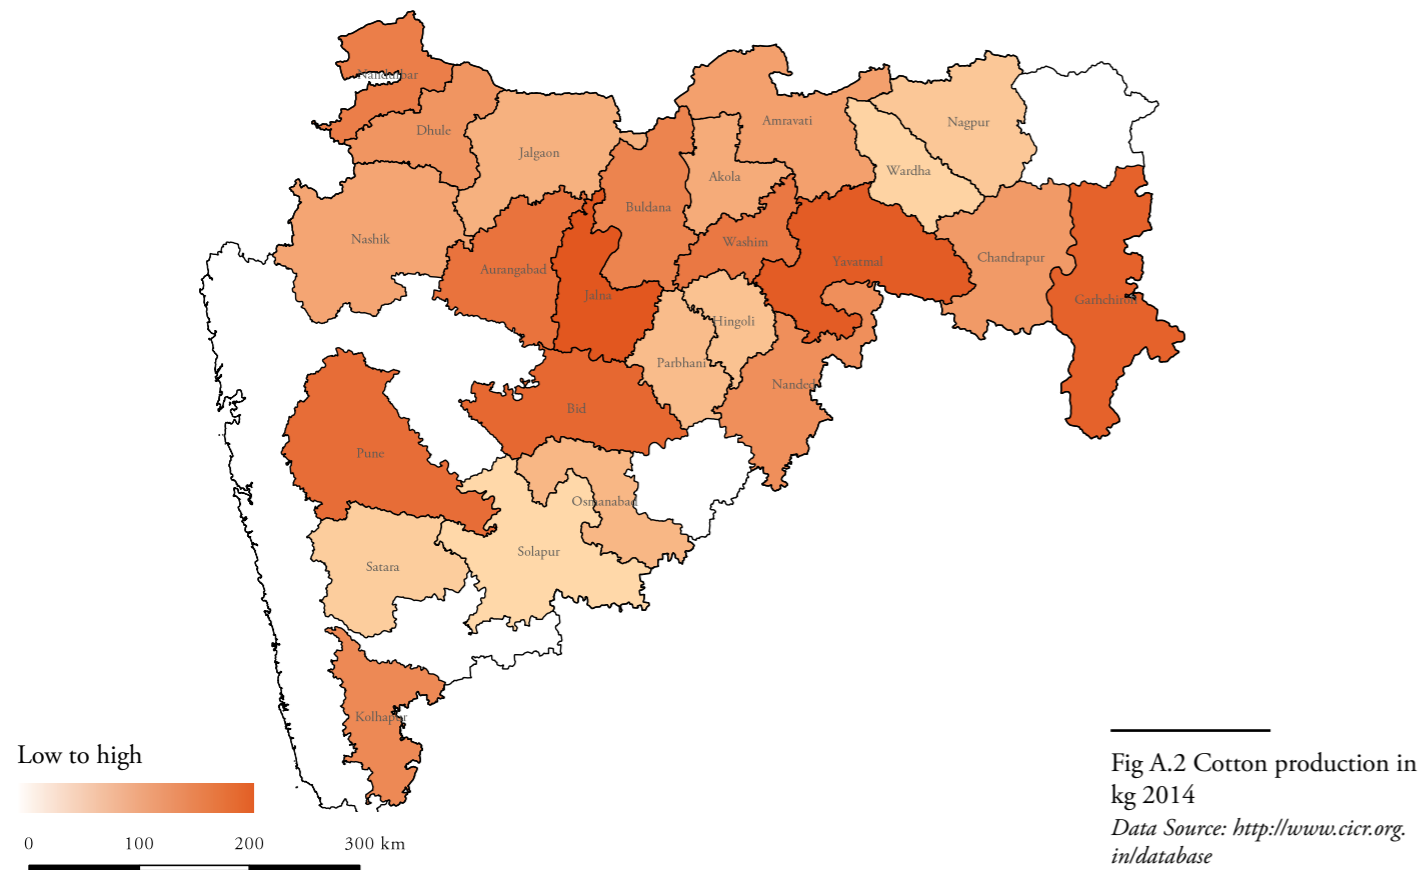 Nandurbar
Dhule
Jalgaon
Amravati
Nagpur
Akola
Wardha
Buldana
Nashik
Washim
Aurangabad
Yavatmal
Chandrapur
Jalna
Garhchiroli
Hingoli
Parbhani
Nanded
Bid
Pune
Osmanabad
Solapur
Satara
Kolhapur
Low to high
0 100 200 300 km
Fig A.2 Cotton production in
kg 2014
Data Source: http://www.cicr.org.
in/database